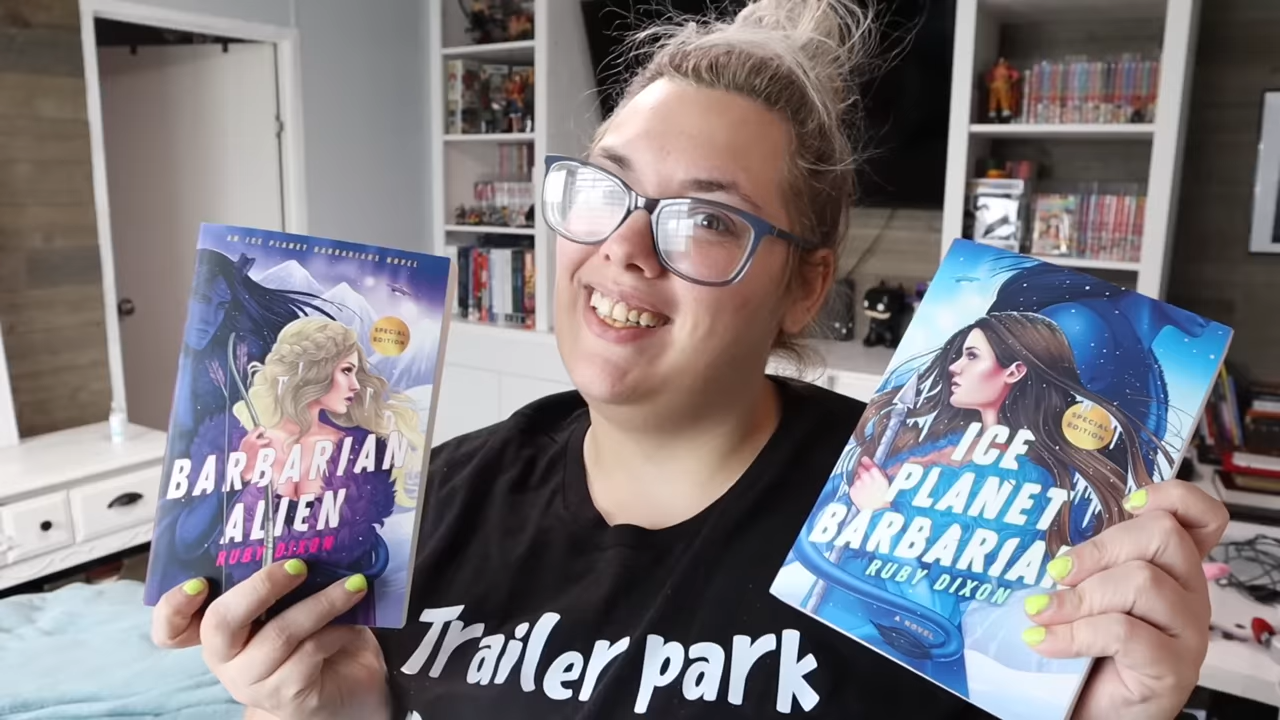 AN ICE PLANET BARBARIANS NOVEL
SPECIAL
EDITION
BARBARIAN
ALIEN
RUBY DIXON
SPECIAL
EDITION
ICE
PLANET
BARBARIAN
RUBY DIXON
A NOVEL
Trailer park